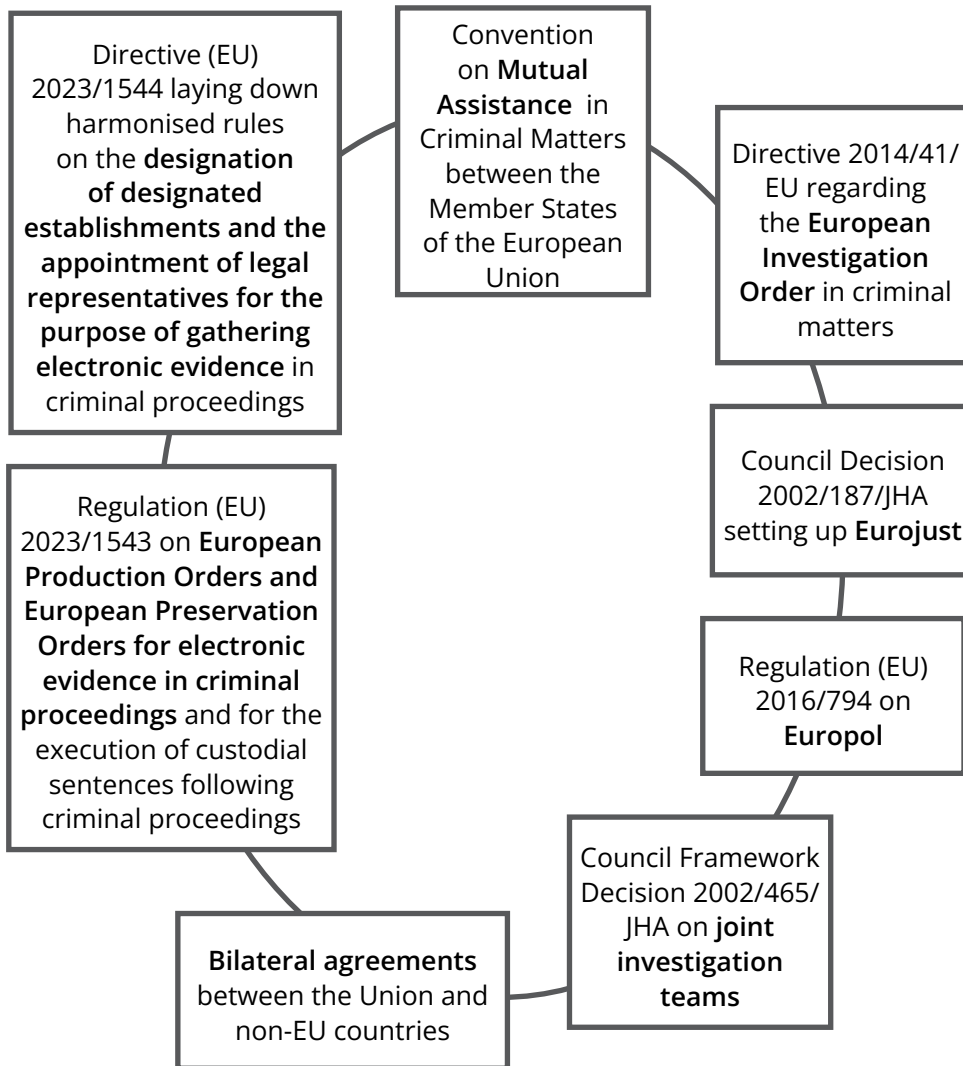 Directive (EU)
2023/1544 laying down
harmonised rules
on the designation
of designated
establishments and the
appointment of legal
representatives for the
purpose of gathering
electronic evidence in
criminal proceedings
Convention
on Mutual
Assistance in
Criminal Matters
between the
Member States
of the European
Union
Directive 2014/41/
EU regarding
the European
Investigation
Order in criminal
matters
Council Decision
2002/187/JHA
setting up Eurojust
Regulation (EU)
2016/794 on
Europol
Council Framework
Decision 2002/465/
JHA on joint
investigation
teams
Bilateral agreements
between the Union and
non-EU countries
Regulation (EU)
2023/1543 on European
Production Orders and
European Preservation
Orders for electronic
evidence in criminal
proceedings and for the
execution of custodial
sentences following
criminal proceedings